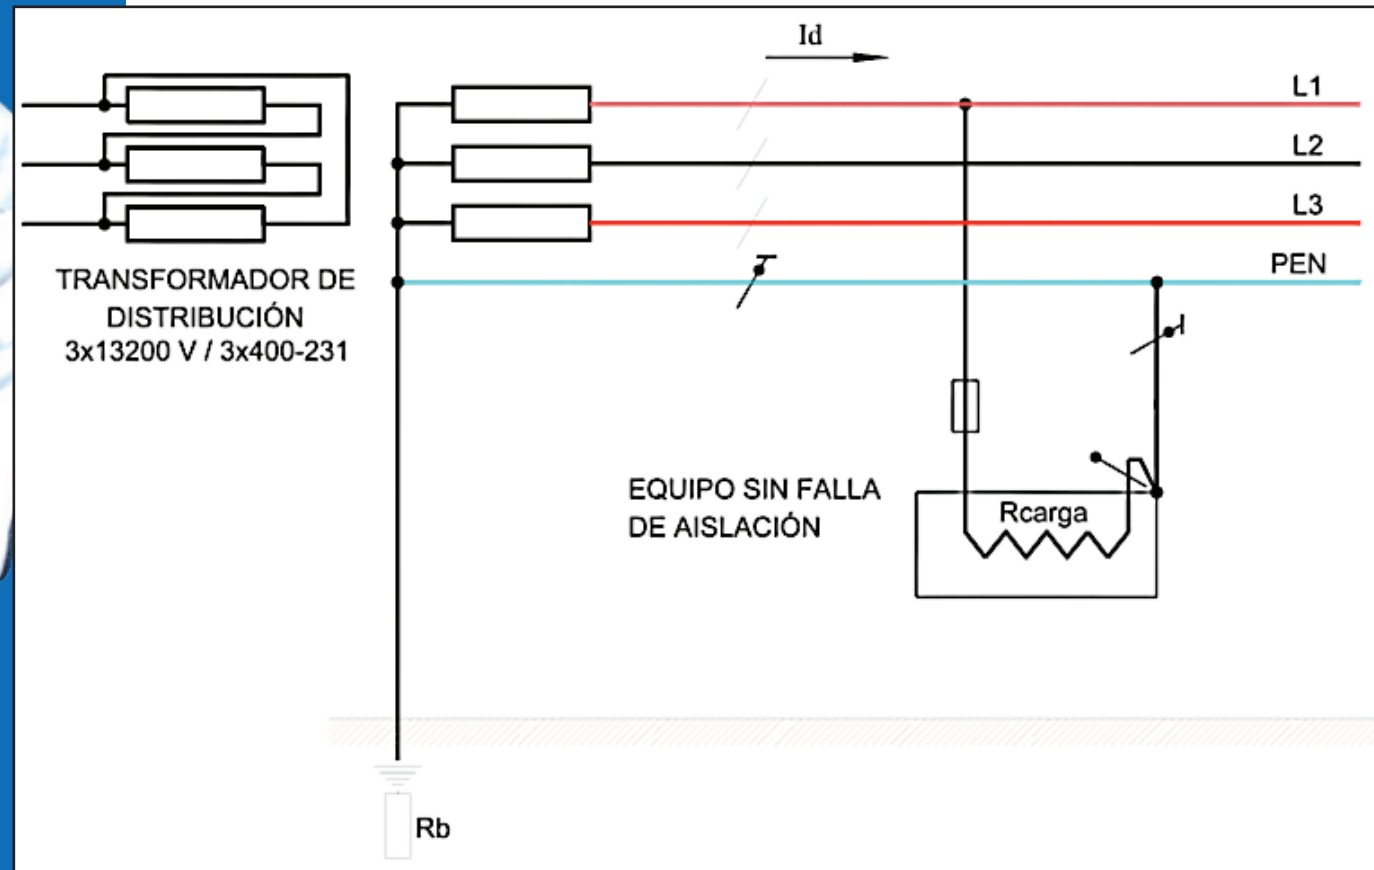 Id
L1
L2
L3
PEN
TRANSFORMADOR DE
DISTRIBUCIÓN
3x13200 V / 3x400-231
EQUIPO SIN FALLA
DE AISLACIÓN
Rcarga
Rb